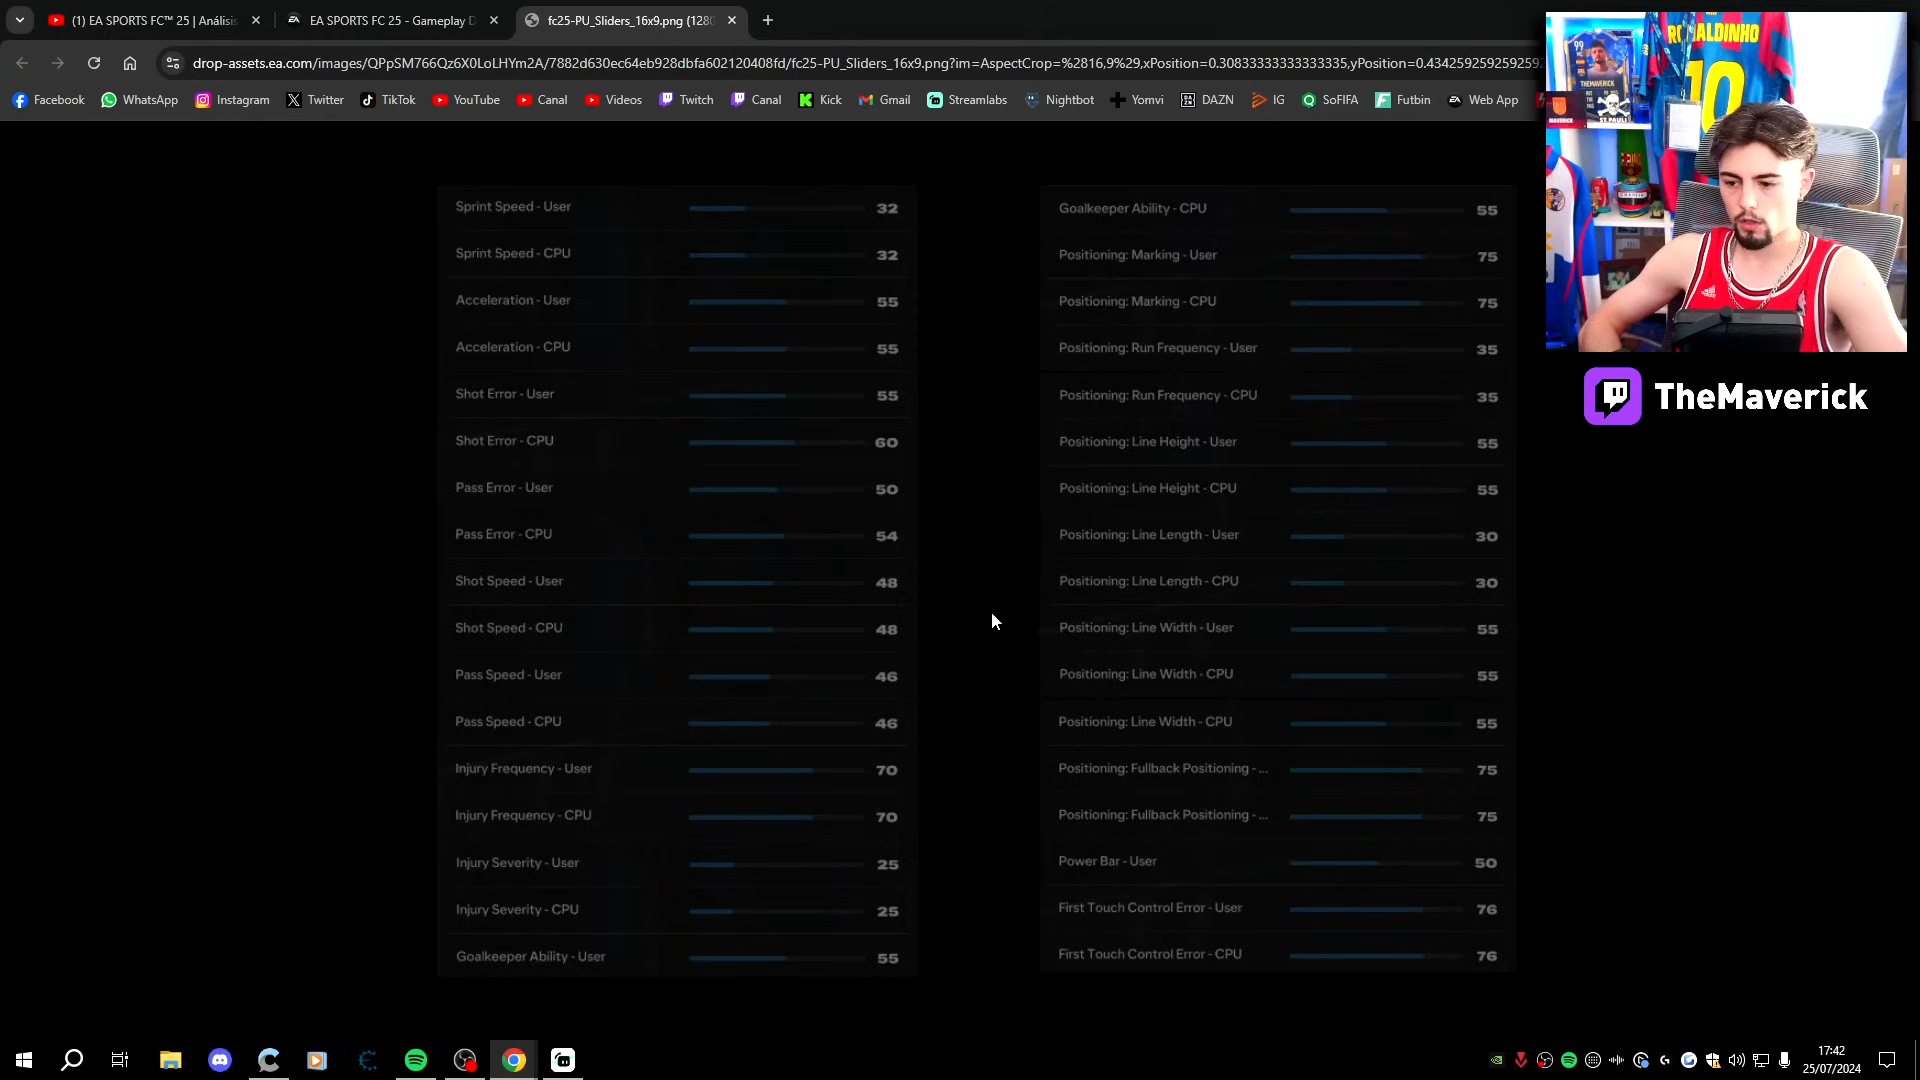 (1) EA SPORTS FC™ 25 | Análisis
EA SPORTS FC 25 - Gameplay D
fc25-PU_Sliders_16x9.png (1280
drop-assets.ea.com/images/QPpSM766Qz6X0LoLHYm2A/7882d630ec64eb928dbfa602120408fd/fc25-PU_Sliders_16x9.png?im=AspectCrop=%2816,9%29,xPosition=0.30833333333333335,yPosition=0.434259259259259
Facebook WhatsApp Instagram Twitter TikTok YouTube Canal Videos Twitch Canal Kick Gmail Streamlabs Nightbot Yomvi DAZN IG SoFIFA Futbin Web App
Sprint Speed - User 32
Sprint Speed - CPU 32
Acceleration - User 55
Acceleration - CPU 55
Shot Error - User 55
Shot Error - CPU 60
Pass Error - User 50
Pass Error - CPU 54
Shot Speed - User 48
Shot Speed - CPU 48
Pass Speed - User 46
Pass Speed - CPU 46
Injury Frequency - User 70
Injury Frequency - CPU 70
Injury Severity - User 25
Injury Severity - CPU 25
Goalkeeper Ability - User 55
Goalkeeper Ability - CPU 55
Positioning: Marking - User 75
Positioning: Marking - CPU 75
Positioning: Run Frequency - User 35
Positioning: Run Frequency - CPU 35
Positioning: Line Height - User 55
Positioning: Line Height - CPU 55
Positioning: Line Length - User 30
Positioning: Line Length - CPU 30
Positioning: Line Width - User 55
Positioning: Line Width - CPU 55
Positioning: Line Width - CPU 55
Positioning: Fullback Positioning - ... 75
Positioning: Fullback Positioning - ... 75
Power Bar - User 50
First Touch Control Error - User 76
First Touch Control Error - CPU 76
99
THEMAVERICK
MAVERICK
ST. PAULI
10
TheMaverick
17:42
25/07/2024